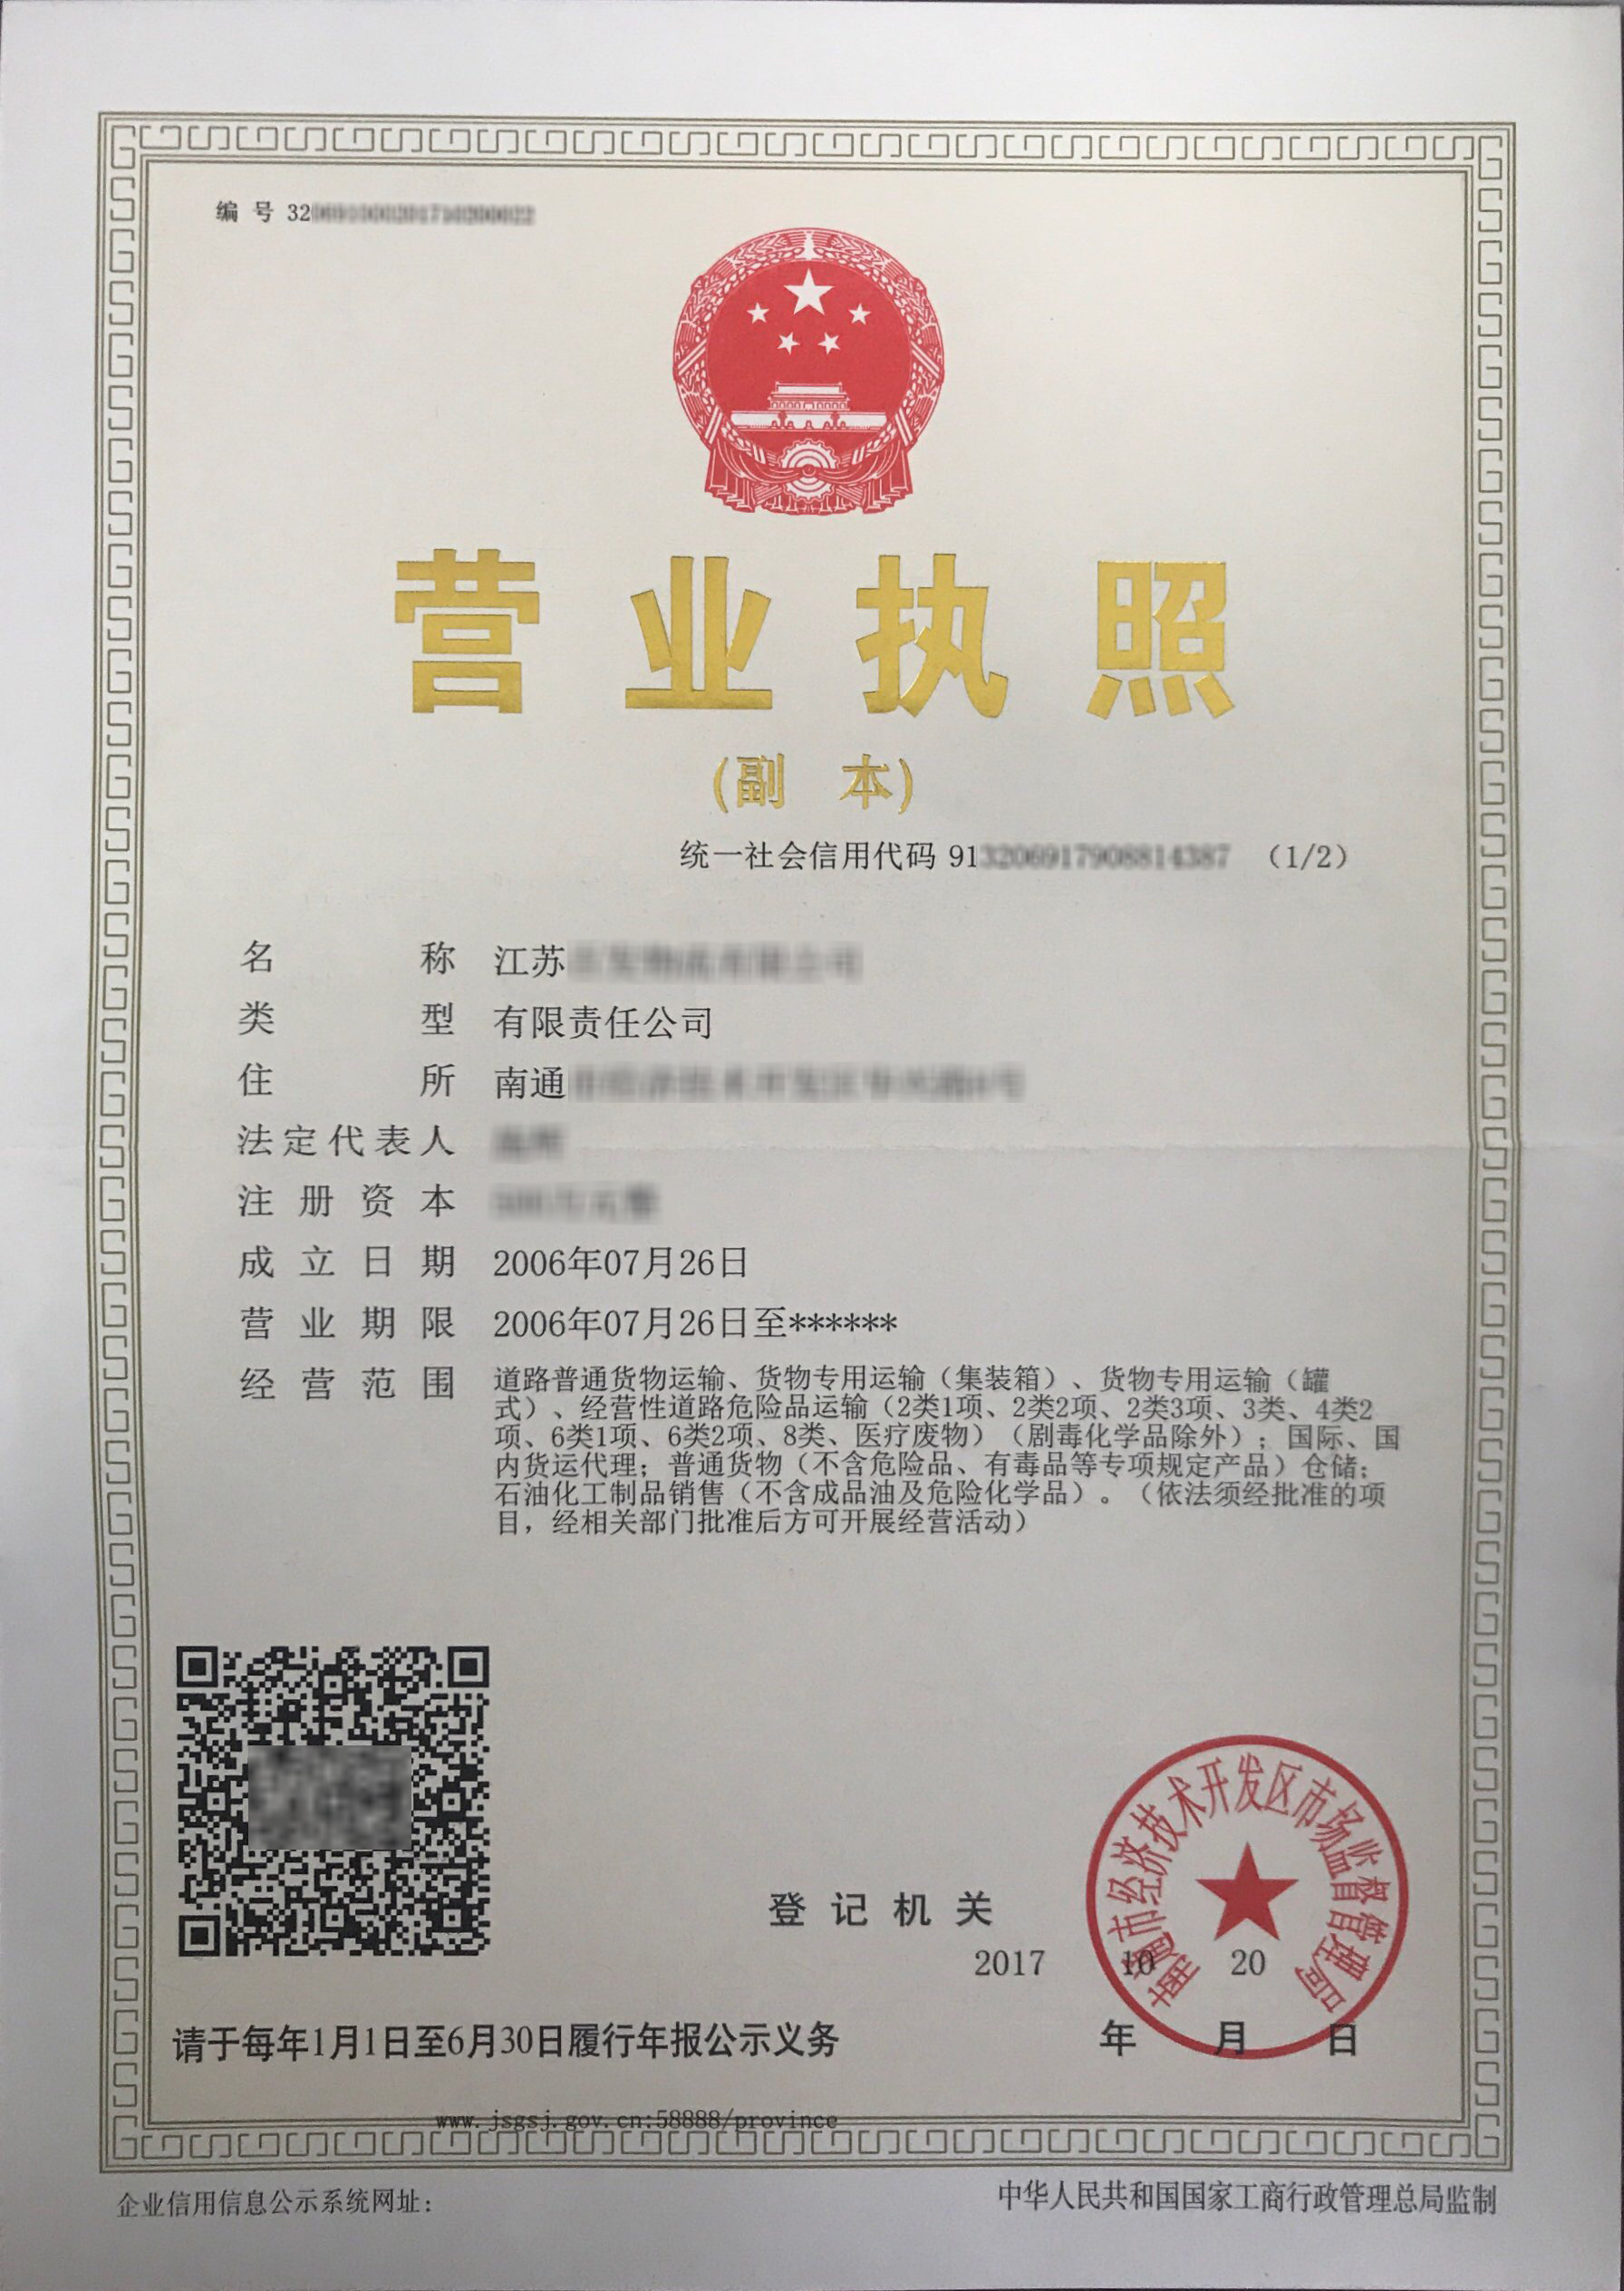 编 号 32
营业执照
(副 本)
统一社会信用代码 91 （1/2）
名称 江苏
类型 有限责任公司
住所 南通
法定代表人
注册资本
成立日期 2006年07月26日
营业期限 2006年07月26日至******
经营范围 道路普通货物运输、货物专用运输（集装箱）、货物专用运输（罐
式）、经营性道路危险品运输（2类1项、2类2项、2类3项、3类、4类2
项、6类1项、6类2项、8类、医疗废物）（剧毒化学品除外）；国际、国
内货运代理；普通货物（不含危险品、有毒品等专项规定产品）仓储；
石油化工制品销售（不含成品油及危险化学品）。（依法须经批准的项
目，经相关部门批准后方可开展经营活动）
南通市经济技术开发区市场监督管理局
登记机关
2017 10 20
年 月 日
请于每年1月1日至6月30日履行年报公示义务
www.jsgsj.gov.cn:58888/province
企业信用信息公示系统网址：
中华人民共和国国家工商行政管理总局监制